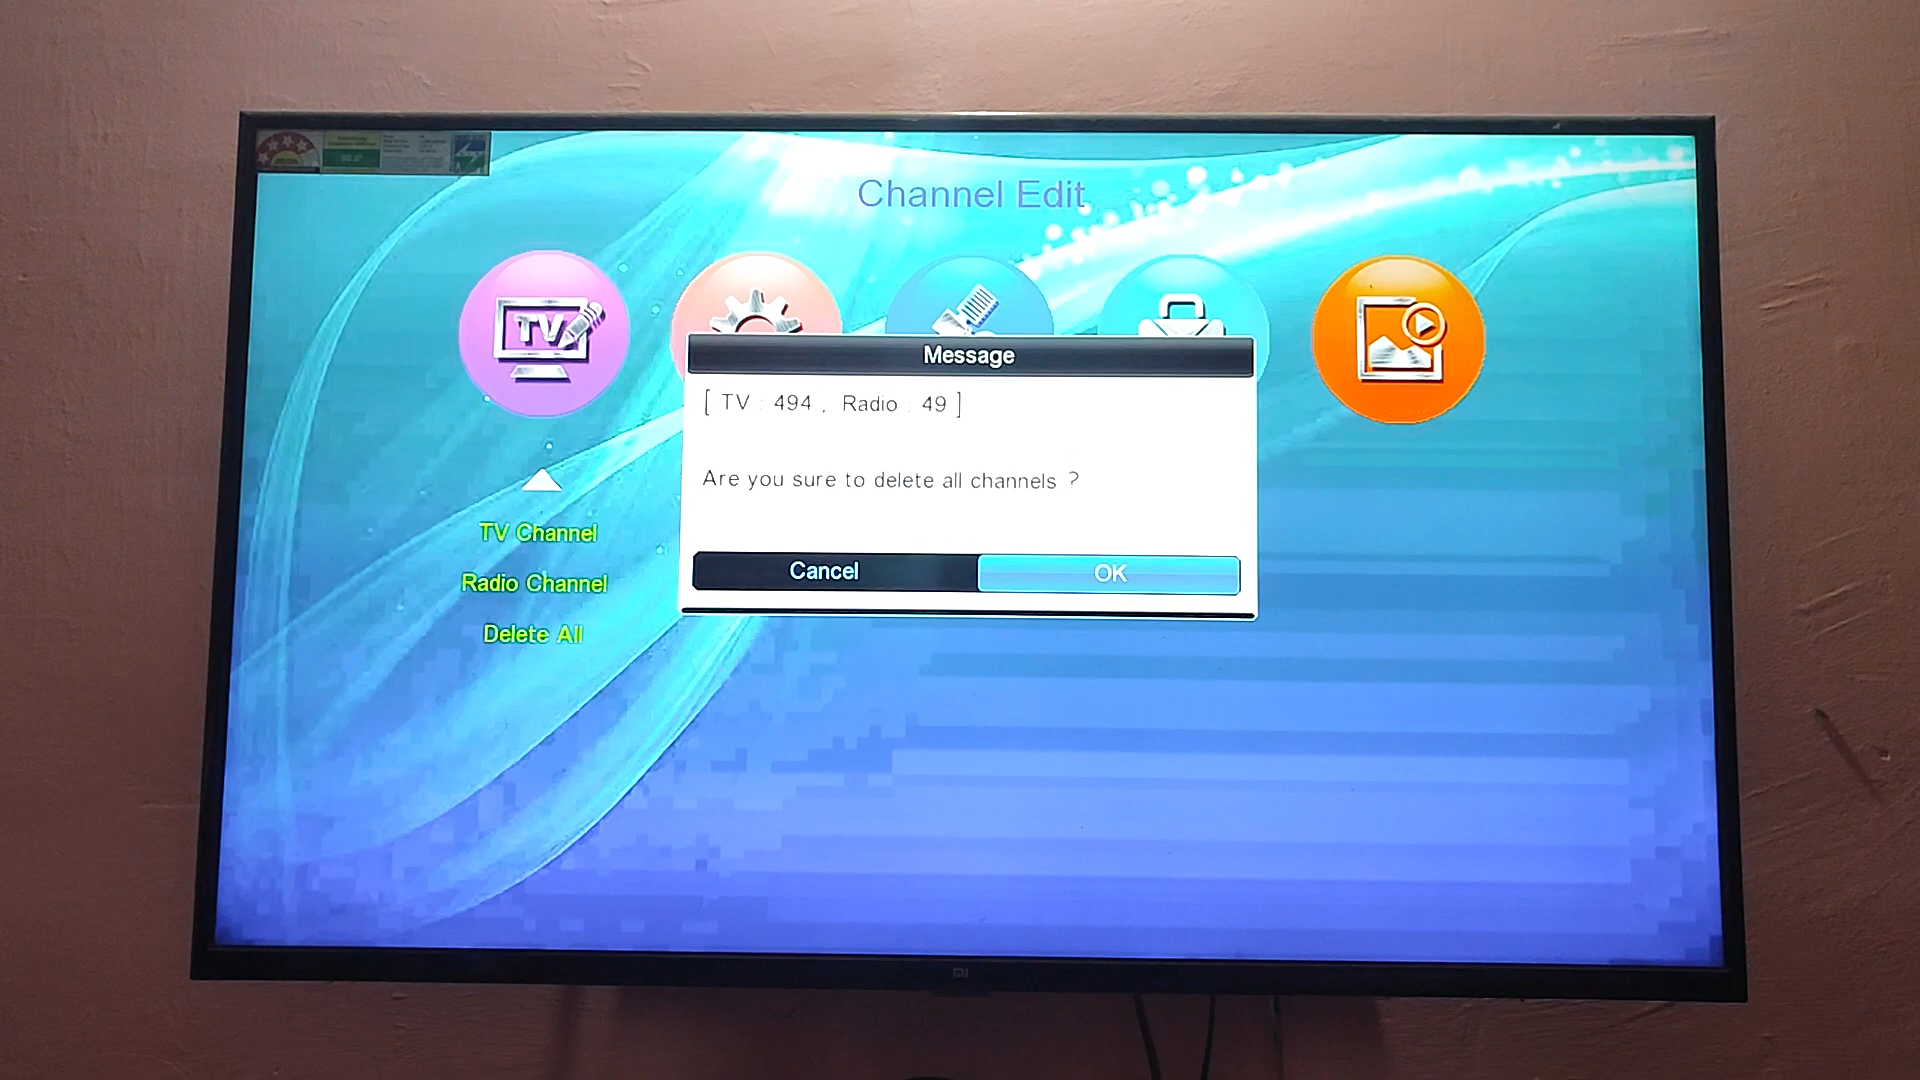 Channel Edit
TV
Message
[ TV : 494 , Radio : 49 ]
Are you sure to delete all channels ?
Cancel
OK
TV Channel
Radio Channel
Delete All
mi